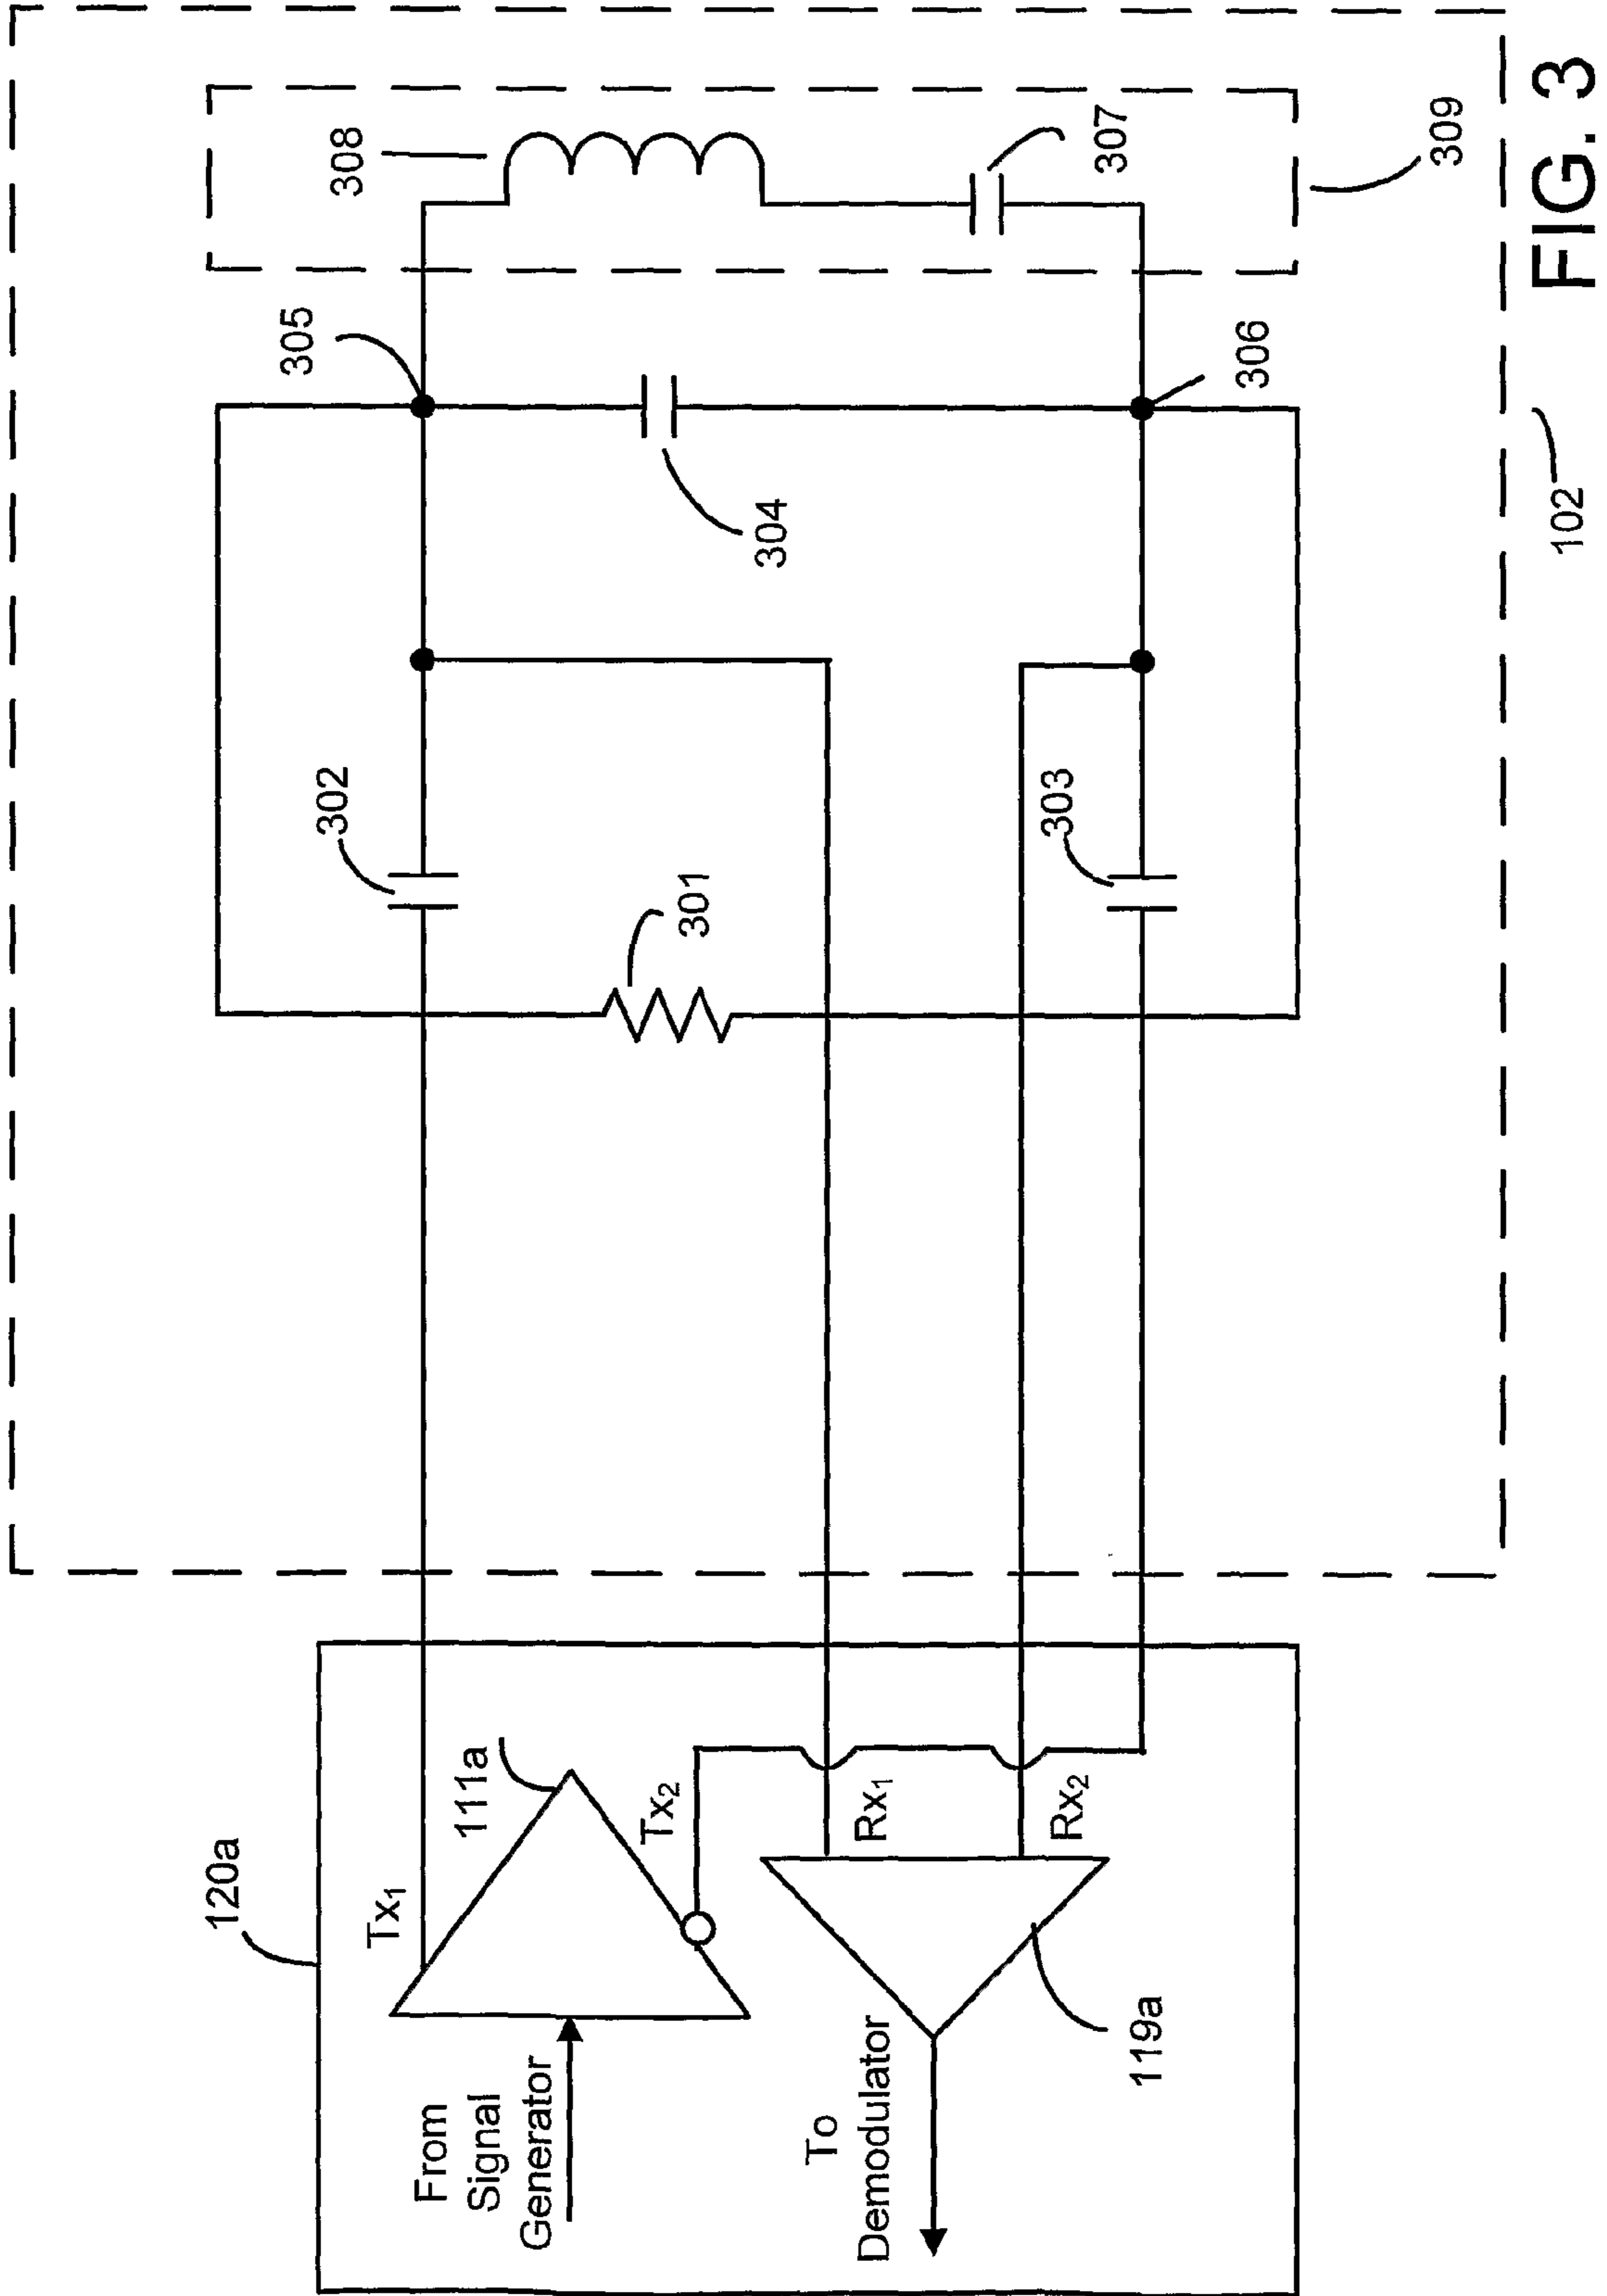 308
307
309
305
306
304
302
303
301
102
FIG. 3
120a
Tx₁
111a
Tx₂
From
Signal
Generator
Rx₁
Rx₂
To
Demodulator
119a